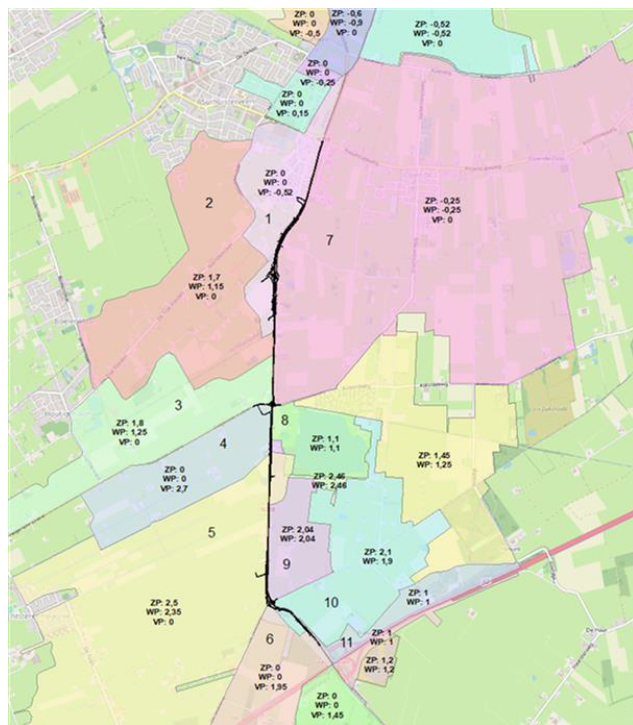 ZP: 0
WP: 0
VP: -0,5
ZP: -0,6
WP: -0,9
VP: 0
ZP: -0,52
WP: -0,52
VP: 0
ZP: 0
WP: 0
VP: -0,25
ZP: 0
WP: 0
VP: 0,15
ZP: 0
WP: 0
VP: -0,52
2
1
7
ZP: -0,25
WP: -0,25
VP: 0
ZP: 1,7
WP: 1,15
VP: 0
3
ZP: 1,8
WP: 1,25
VP: 0
4
8
ZP: 1,1
WP: 1,1
ZP: 1,45
WP: 1,25
ZP: 0
WP: 0
VP: 2,7
2,46
WP: 2,46
5
ZP: 2,04
WP: 2,04
9
ZP: 2,1
WP: 1,9
ZP: 2,5
WP: 2,35
VP: 0
10
ZP: 1
WP: 1
6
11
ZP: 1
WP: 1
ZP: 0
WP: 0
VP: 1,95
ZP: 1,2
WP: 1,2
ZP: 0
WP: 0
VP: 1,45